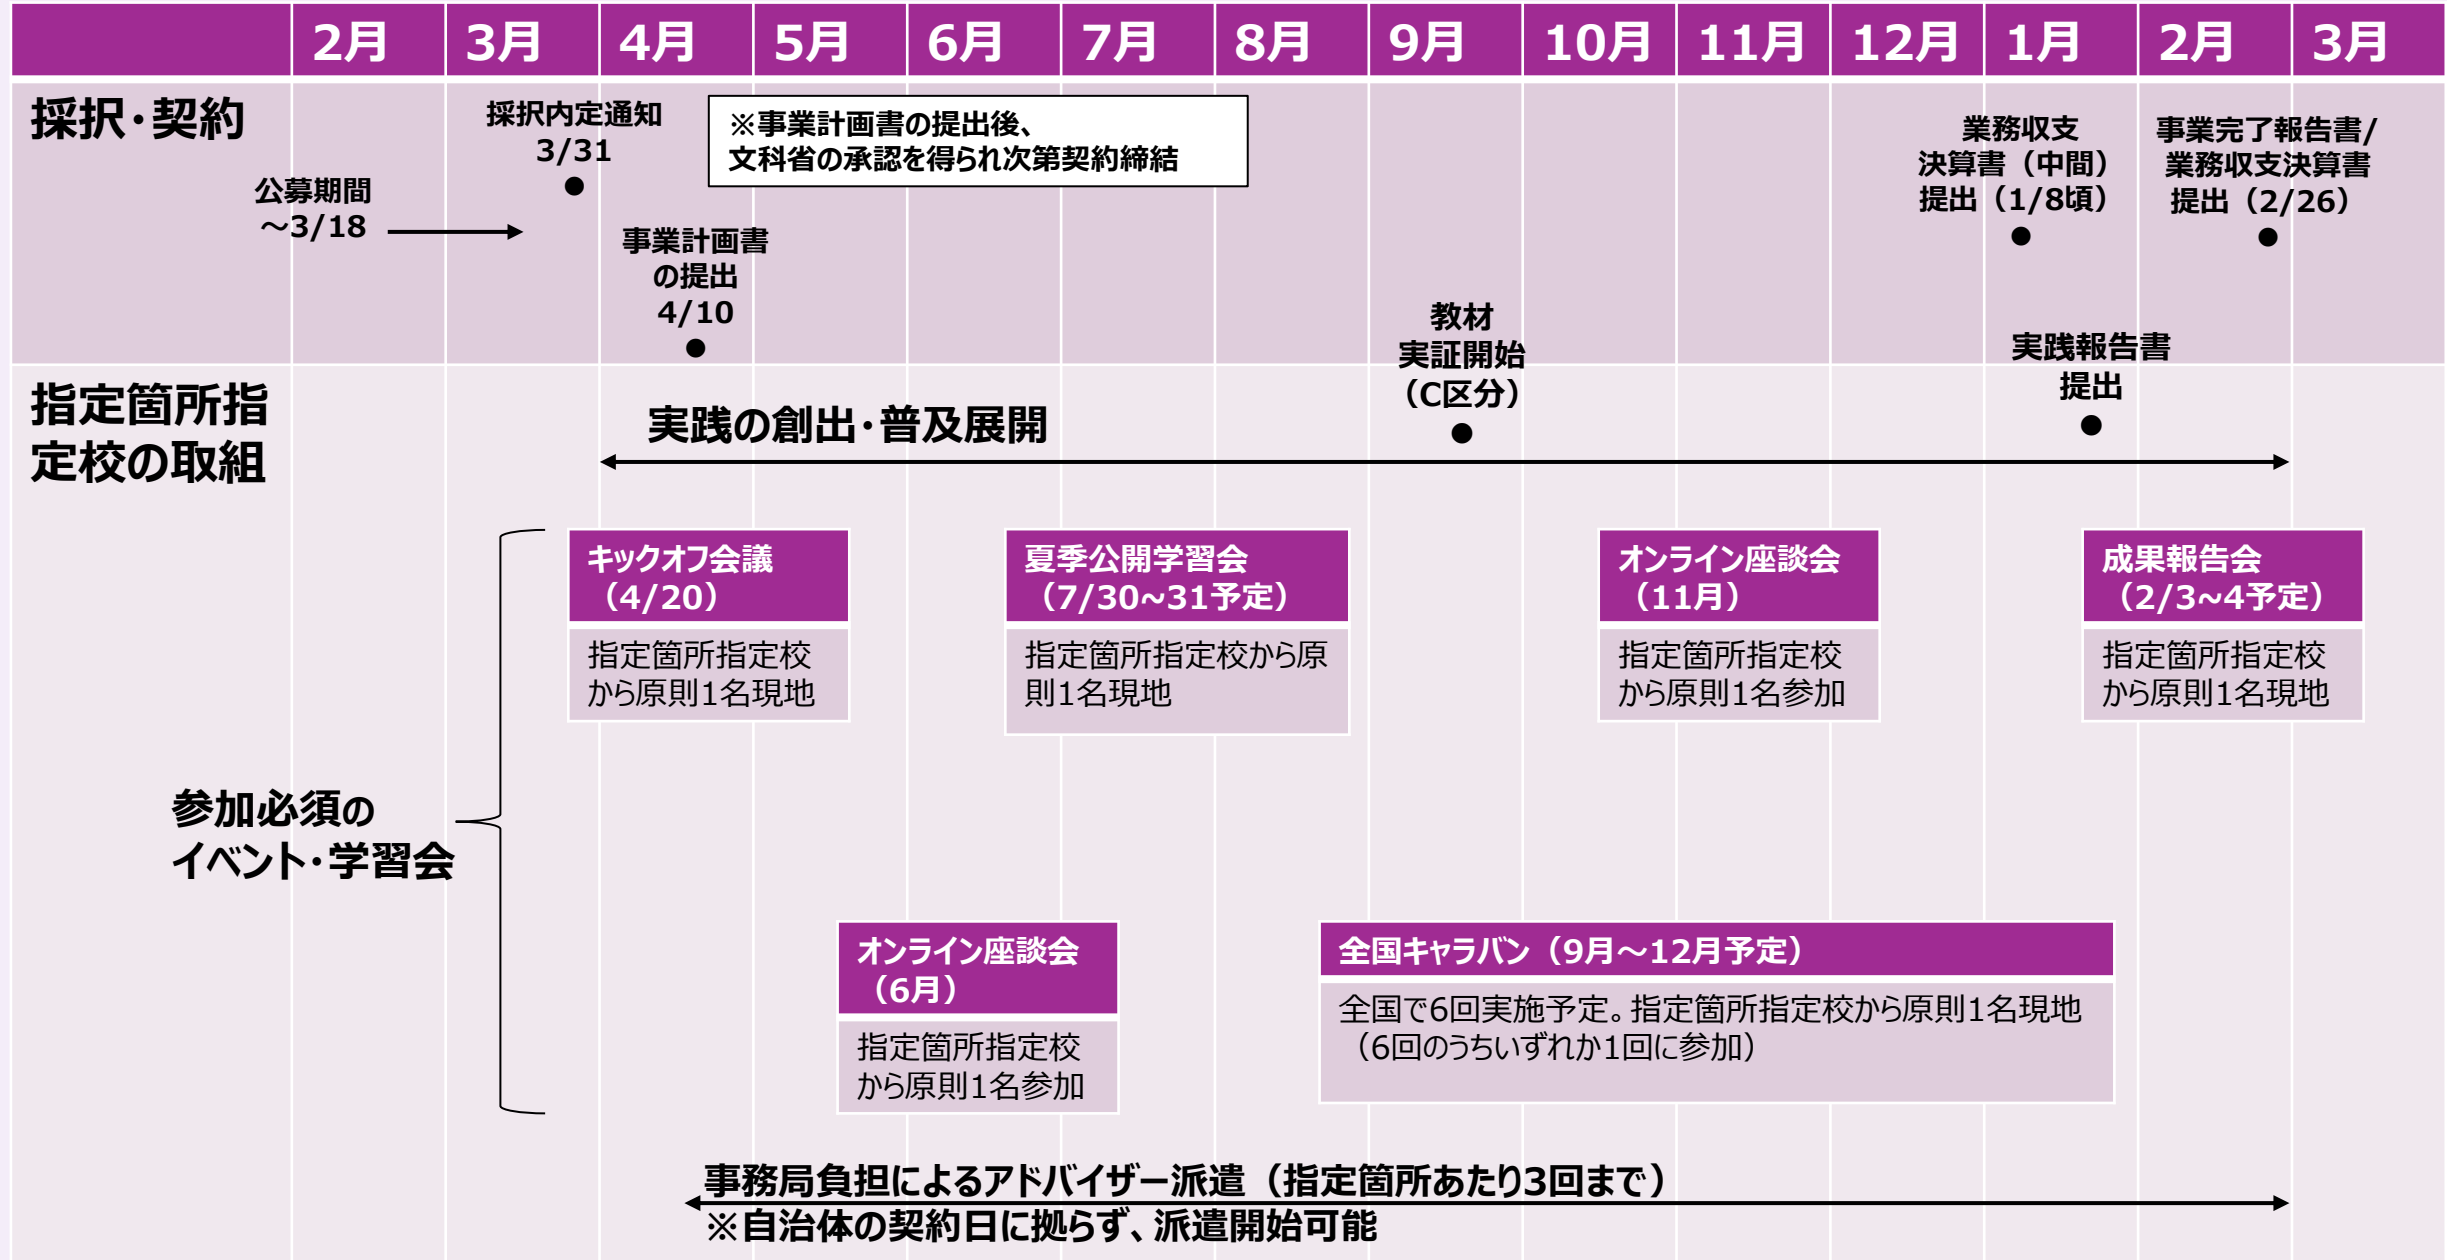 2月 3月 4月 5月 6月 7月 8月 9月 10月 11月 12月 1月 2月 3月
採択・契約
公募期間
～3/18
採択内定通知
3/31
※事業計画書の提出後、
文科省の承認を得られ次第契約締結
事業計画書
の提出
4/10
業務収支
決算書（中間）
提出（1/8頃）
事業完了報告書/
業務収支決算書
提出（2/26）
指定箇所指
定校の取組
実践の創出・普及展開
教材
実証開始
（C区分）
実践報告書
提出
参加必須の
イベント・学習会
キックオフ会議
（4/20）
指定箇所指定校
から原則1名現地
夏季公開学習会
（7/30~31予定）
指定箇所指定校から原
則1名現地
オンライン座談会
（11月）
指定箇所指定校
から原則1名参加
成果報告会
（2/3~4予定）
指定箇所指定校
から原則1名現地
オンライン座談会
（6月）
指定箇所指定校
から原則1名参加
全国キャラバン（9月～12月予定）
全国で6回実施予定。指定箇所指定校から原則1名現地
（6回のうちいずれか1回に参加）
事務局負担によるアドバイザー派遣（指定箇所あたり3回まで）
※自治体の契約日に拠らず、派遣開始可能